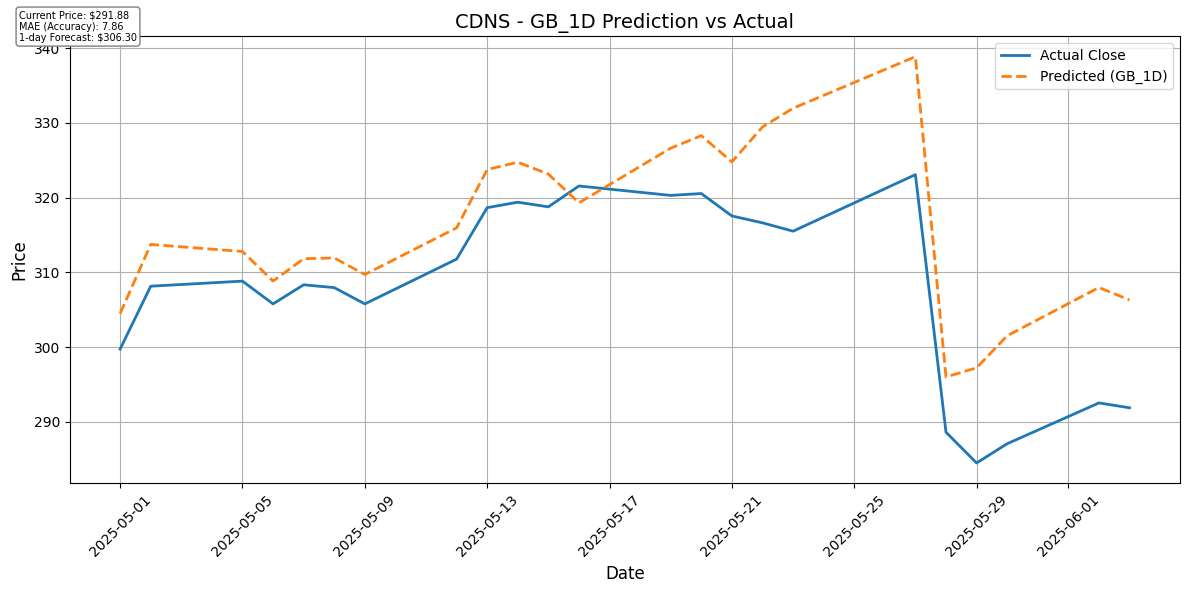 Current Price: $291.88
MAE (Accuracy): 7.86
1-day Forecast: $306.30
CDNS - GB_1D Prediction vs Actual
Actual Close
Predicted (GB_1D)
Price
340
330
320
310
300
290
2025-05-01
2025-05-05
2025-05-09
2025-05-13
2025-05-17
2025-05-21
2025-05-25
2025-05-29
2025-06-01
Date